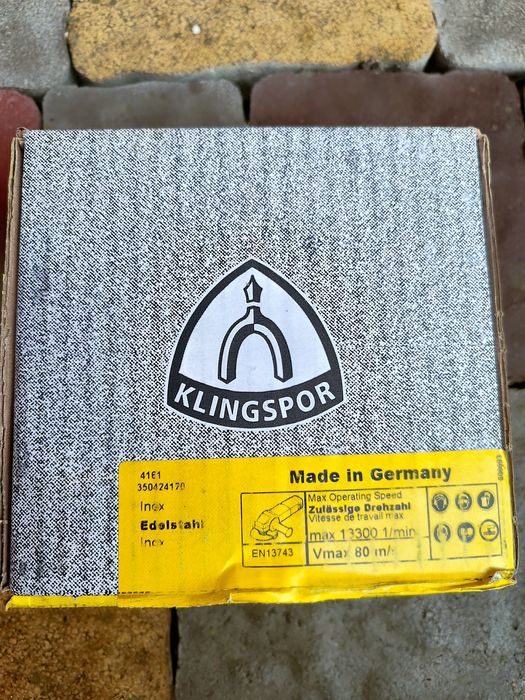 KLINGSPOR
4161
350424120
Made in Germany
Inox
Edelstahl
Inox
Max Operating Speed
Zulässige Drehzahl
Vitesse de travail max
max 13300 1/min
EN13743
Vmax 80 m/s